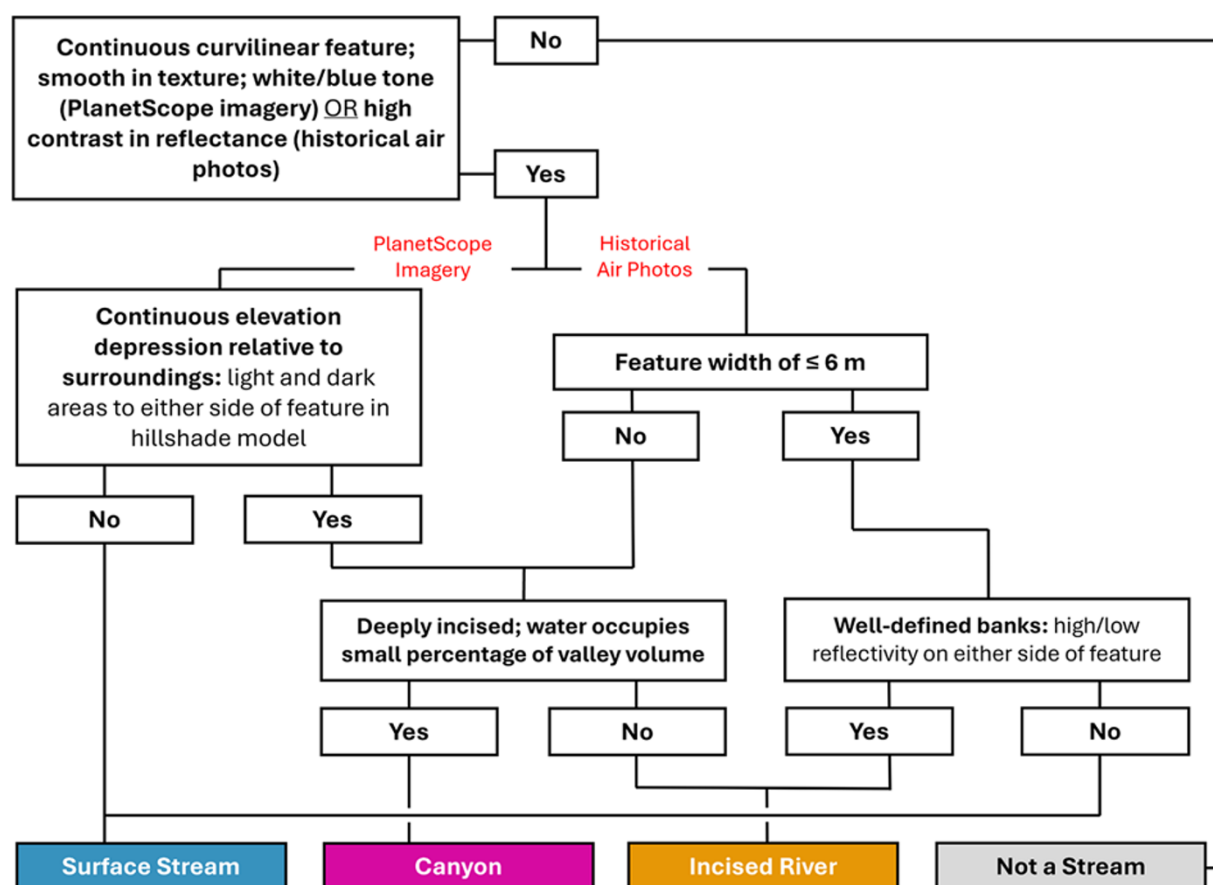 Continuous curvilinear feature;
smooth in texture; white/blue tone
(PlanetScope imagery) OR high
contrast in reflectance (historical air
photos)
No
Yes
PlanetScope
Imagery
Historical
Air Photos
Continuous elevation
depression relative to
surroundings: light and dark
areas to either side of feature in
hillshade model
Feature width of ≤ 6 m
No
Yes
No
Yes
Deeply incised; water occupies
small percentage of valley volume
Well-defined banks: high/low
reflectivity on either side of feature
Yes
No
Yes
No
Surface Stream
Canyon
Incised River
Not a Stream